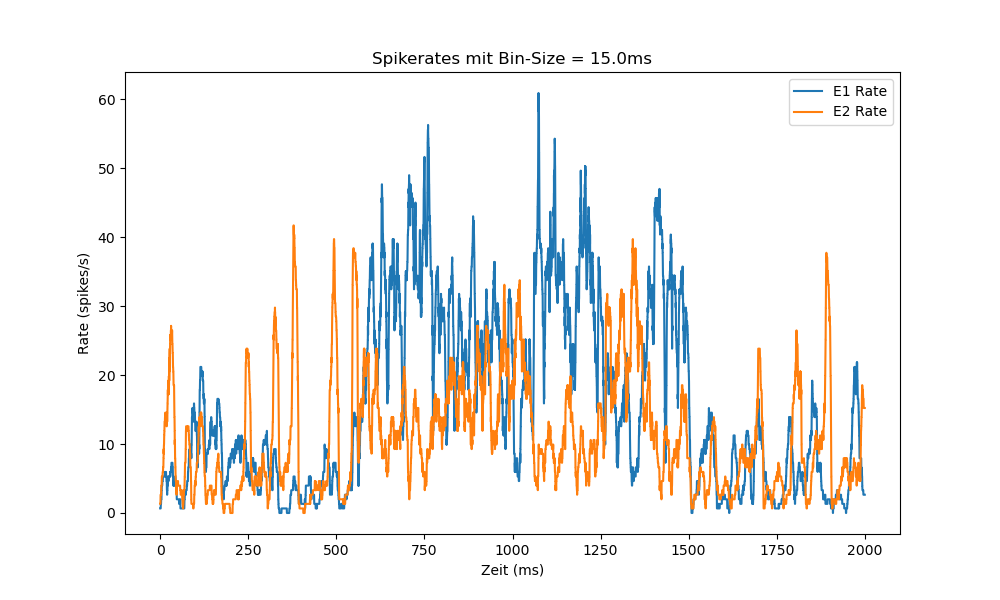 Spikerates mit Bin-Size = 15.0ms
E1 Rate
E2 Rate
60
50
40
30
20
10
0
Rate (spikes/s)
0 250 500 750 1000 1250 1500 1750 2000
Zeit (ms)